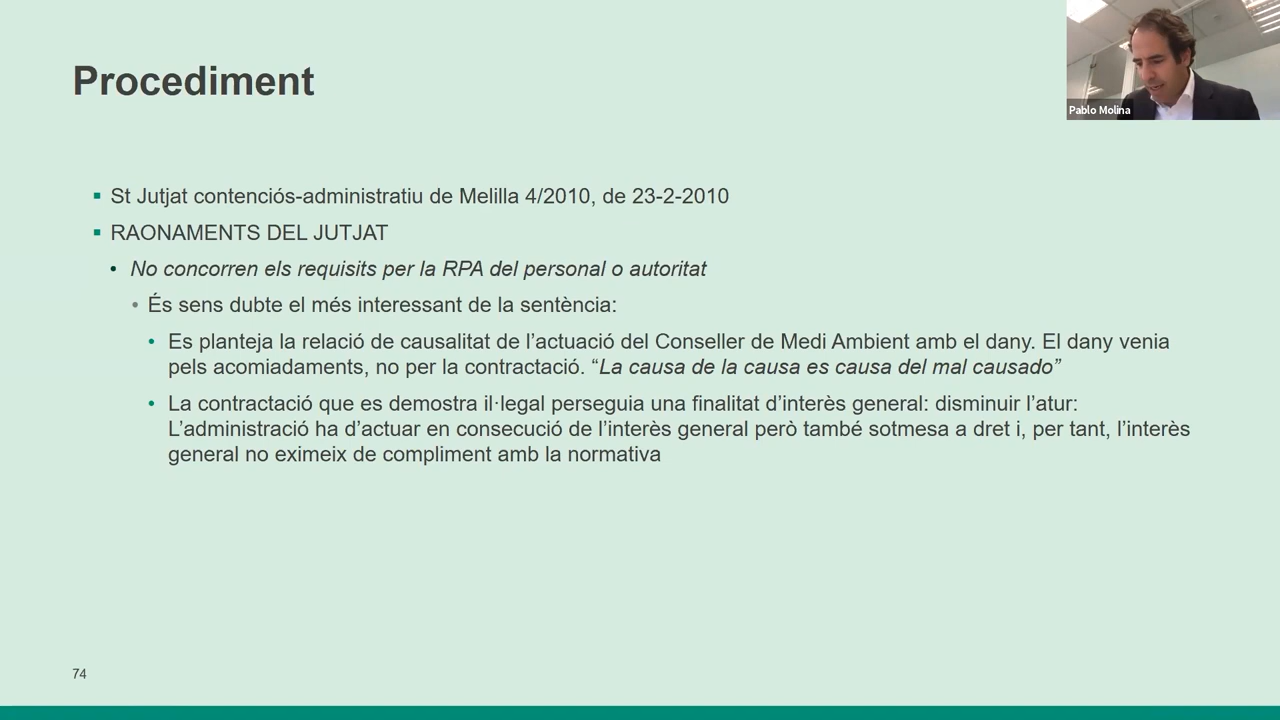 Procediment
Pablo Molina
▪ St Jutjat contenciós-administratiu de Melilla 4/2010, de 23-2-2010
▪ RAONAMENTS DEL JUTJAT
• No concorren els requisits per la RPA del personal o autoritat
• És sens dubte el més interessant de la sentència:
• Es planteja la relació de causalitat de l’actuació del Conseller de Medi Ambient amb el dany. El dany venia
pels acomiadaments, no per la contractació. “La causa de la causa es causa del mal causado”
• La contractació que es demostra il·legal perseguia una finalitat d’interès general: disminuir l’atur:
L’administració ha d’actuar en consecució de l’interès general però també sotmesa a dret i, per tant, l’interès
general no eximeix de compliment amb la normativa
74